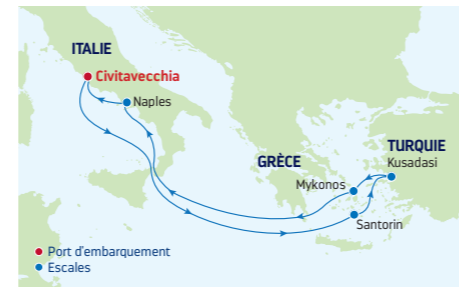 ITALIE
Civitavecchia
Naples
GRÈCE
TURQUIE
Kusadasi
Mykonos
Santorin
Port d'embarquement
Escales